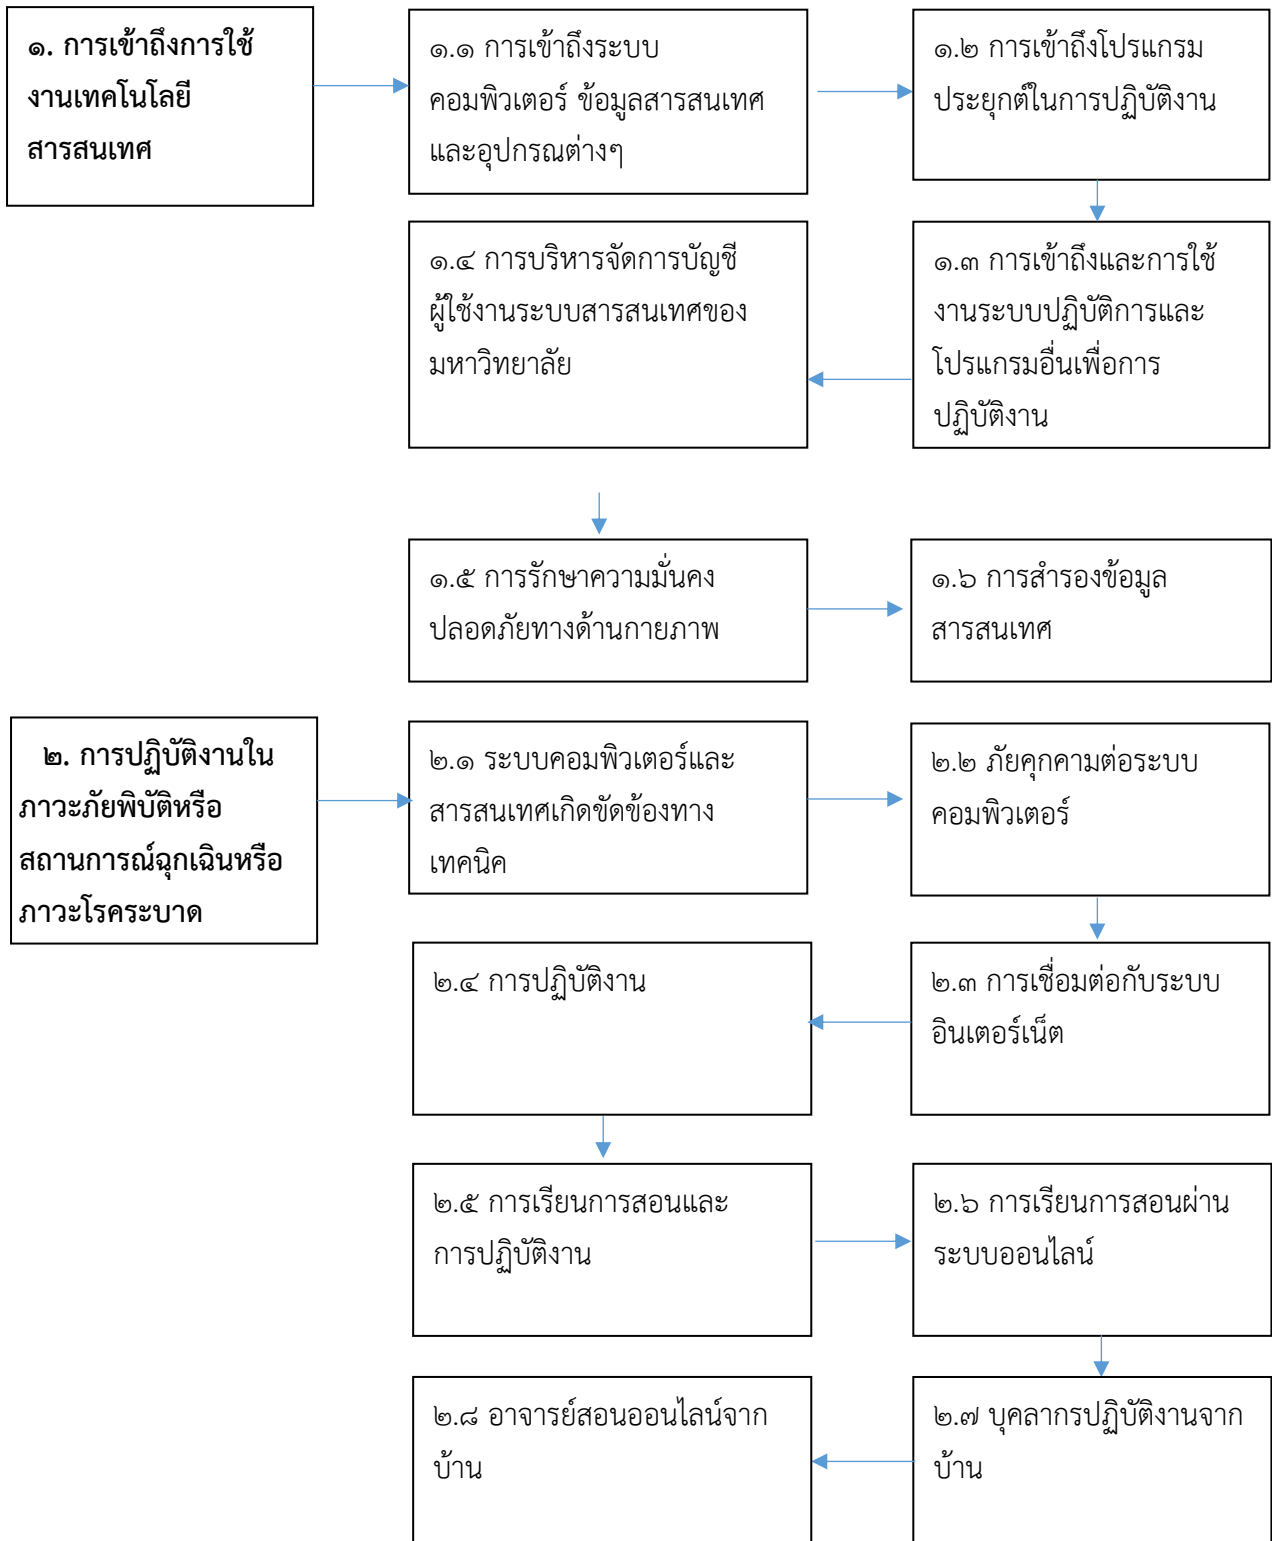 ๑. การเข้าถึงการใช้
งานเทคโนโลยี
สารสนเทศ
๑.๑ การเข้าถึงระบบ
คอมพิวเตอร์ ข้อมูลสารสนเทศ
และอุปกรณ์ต่างๆ
๑.๒ การเข้าถึงโปรแกรม
ประยุกต์ในการปฏิบัติงาน
๑.๓ การเข้าถึงและการใช้
งานระบบปฏิบัติการและ
โปรแกรมอื่นเพื่อการ
ปฏิบัติงาน
๑.๔ การบริหารจัดการบัญชี
ผู้ใช้งานระบบสารสนเทศของ
มหาวิทยาลัย
๑.๕ การรักษาความมั่นคง
ปลอดภัยทางด้านกายภาพ
๑.๖ การสำรองข้อมูล
สารสนเทศ
๒. การปฏิบัติงานใน
ภาวะภัยพิบัติหรือ
สถานการณ์ฉุกเฉินหรือ
ภาวะโรคระบาด
๒.๑ ระบบคอมพิวเตอร์และ
สารสนเทศเกิดขัดข้องทาง
เทคนิค
๒.๒ ภัยคุกคามต่อระบบ
คอมพิวเตอร์
๒.๓ การเชื่อมต่อกับระบบ
อินเตอร์เน็ต
๒.๔ การปฏิบัติงาน
๒.๕ การเรียนการสอนและ
การปฏิบัติงาน
๒.๖ การเรียนการสอนผ่าน
ระบบออนไลน์
๒.๗ บุคลากรปฏิบัติงานจาก
บ้าน
๒.๘ อาจารย์สอนออนไลน์จาก
บ้าน